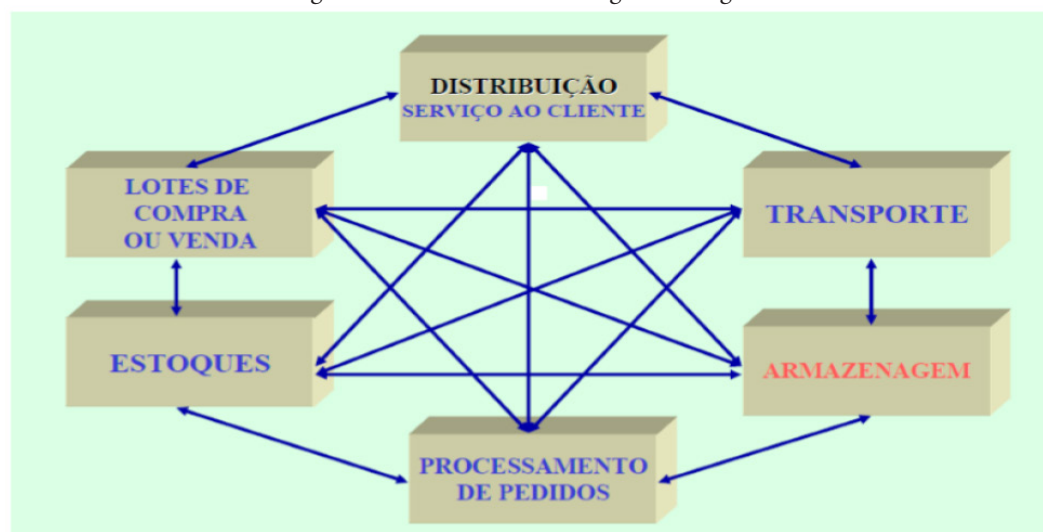 DISTRIBUIÇÃO
SERVIÇO AO CLIENTE
LOTES DE
COMPRA
OU VENDA
TRANSPORTE
ESTOQUES
ARMAZENAGEM
PROCESSAMENTO
DE PEDIDOS